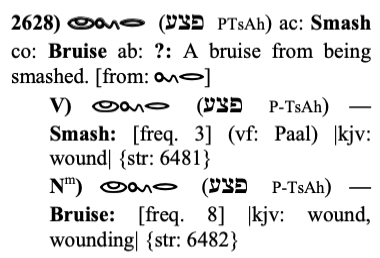 2628) (פצע PTsAh) ac: Smash
co: Bruise ab: ?: A bruise from being
smashed. [from: ]
V) (פצע P-TsAh) —
Smash: [freq. 3] (vf: Paal) |kjv:
wound| {str: 6481}
Nᵐ) (פצע P-TsAh) —
Bruise: [freq. 8] |kjv: wound,
wounding| {str: 6482}